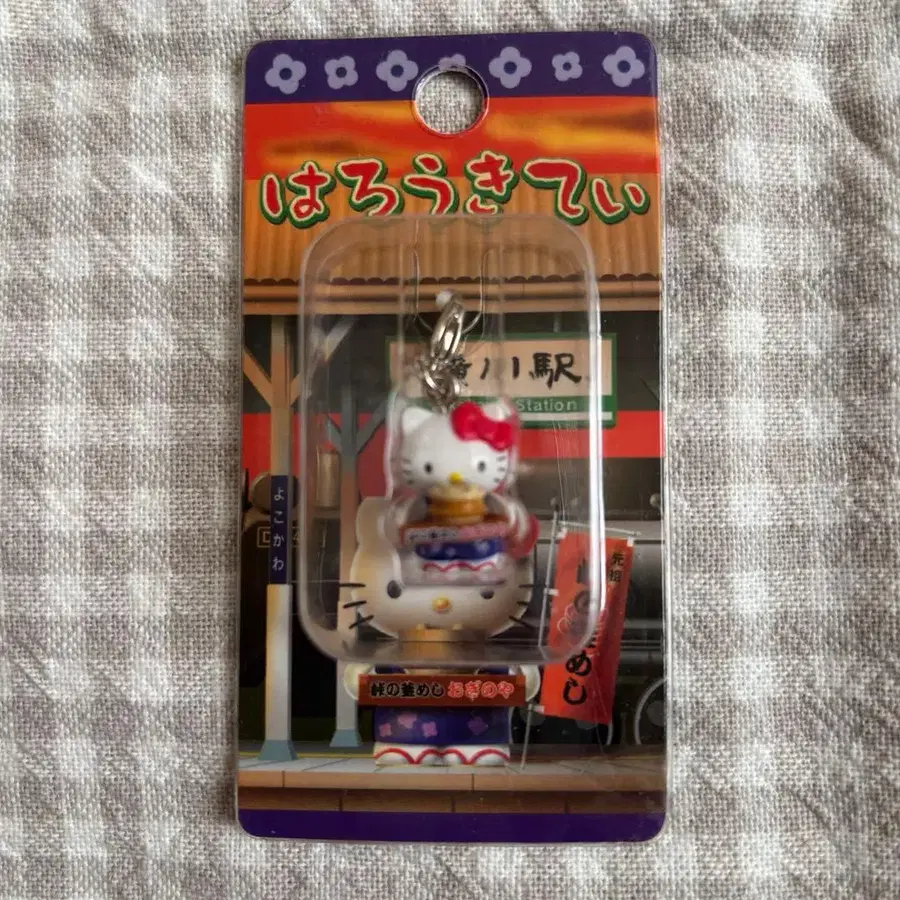 はろうきてぃ
川駅
Station
よこかわ
元祖
めし
峠の釜めし おぎのや